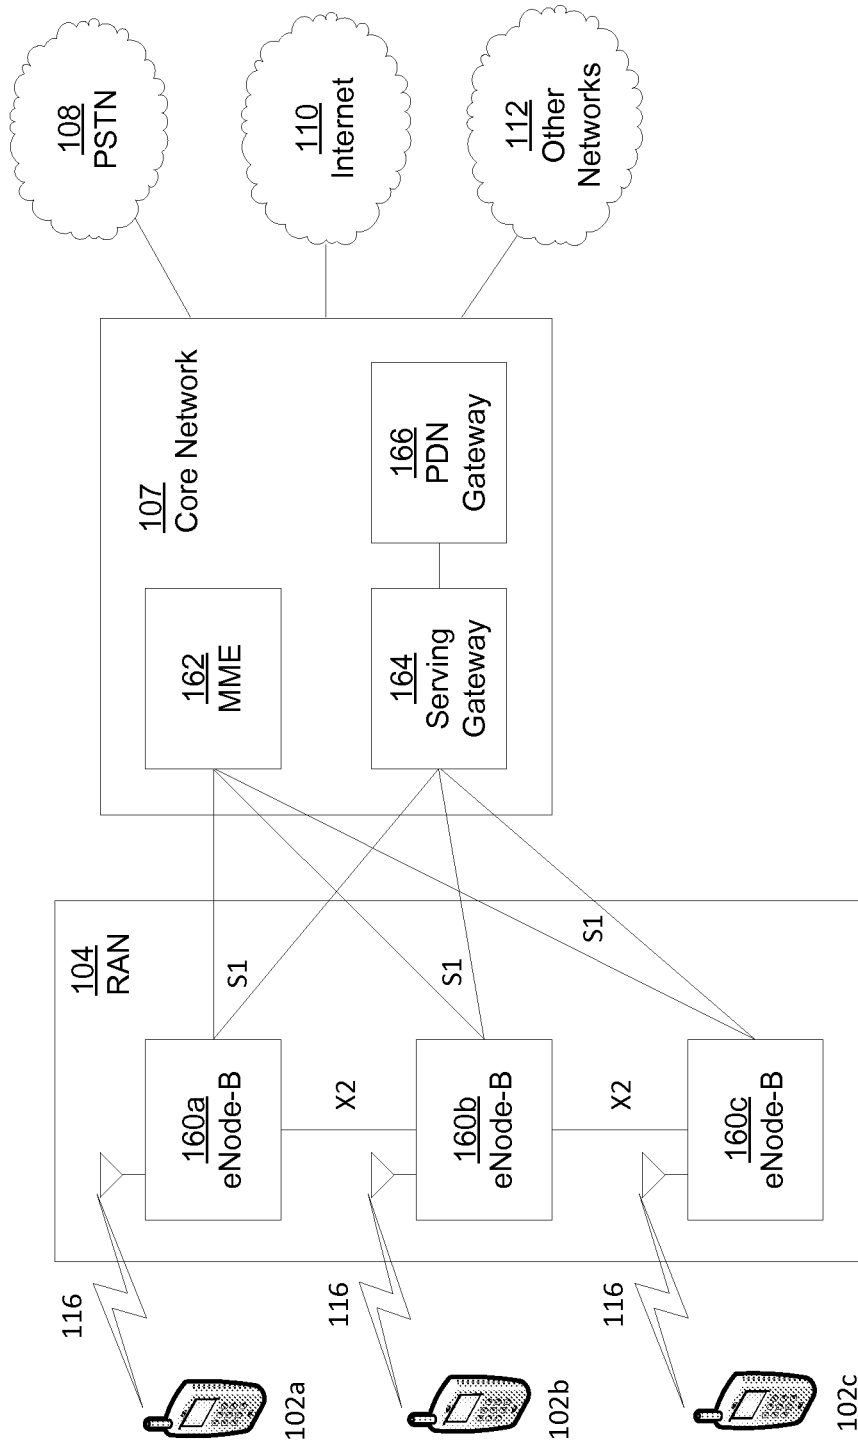 116
102a
116
102b
116
102c
104
RAN
160a
eNode-B
X2
160b
eNode-B
X2
160c
eNode-B
S1
S1
S1
107
Core Network
162
MME
164
Serving
Gateway
166
PDN
Gateway
108
PSTN
110
Internet
112
Other
Networks